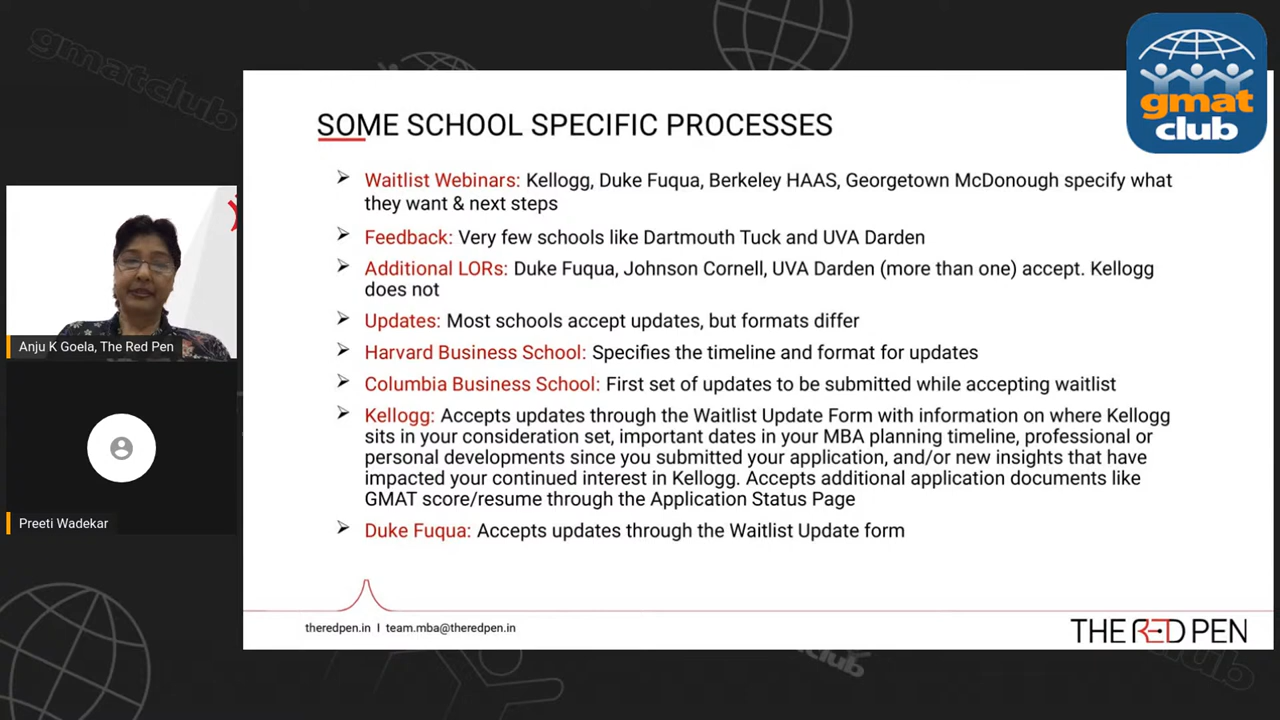 gmatclub
gmat
club
SOME SCHOOL SPECIFIC PROCESSES
Waitlist Webinars: Kellogg, Duke Fuqua, Berkeley HAAS, Georgetown McDonough specify what
they want & next steps
Feedback: Very few schools like Dartmouth Tuck and UVA Darden
Additional LORs: Duke Fuqua, Johnson Cornell, UVA Darden (more than one) accept. Kellogg
does not
Updates: Most schools accept updates, but formats differ
Harvard Business School: Specifies the timeline and format for updates
Columbia Business School: First set of updates to be submitted while accepting waitlist
Kellogg: Accepts updates through the Waitlist Update Form with information on where Kellogg
sits in your consideration set, important dates in your MBA planning timeline, professional or
personal developments since you submitted your application, and/or new insights that have
impacted your continued interest in Kellogg. Accepts additional application documents like
GMAT score/resume through the Application Status Page
Duke Fuqua: Accepts updates through the Waitlist Update form
Anju K Goela, The Red Pen
Preeti Wadekar
theredpen.in I team.mba@theredpen.in
THE RED PEN